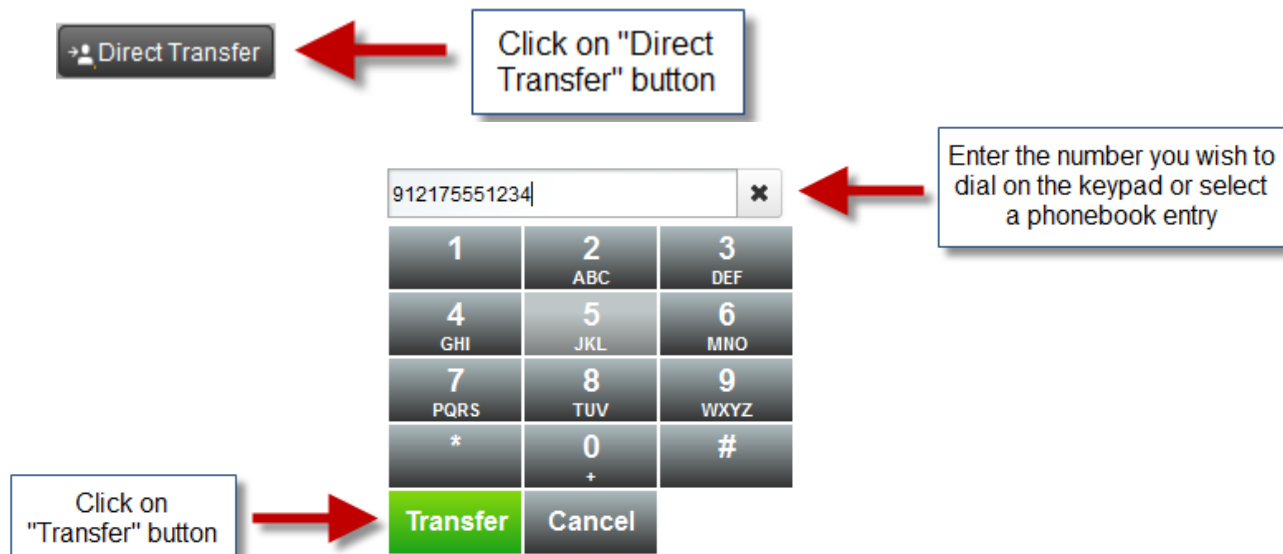 Direct Transfer
Click on "Direct
Transfer" button
912175551234
Enter the number you wish to
dial on the keypad or select
a phonebook entry
1
2
3
ABC
DEF
4
5
6
GHI
JKL
MNO
7
8
9
PQRS
TUV
WXYZ
*
0
#
+
Click on
"Transfer" button
Transfer
Cancel